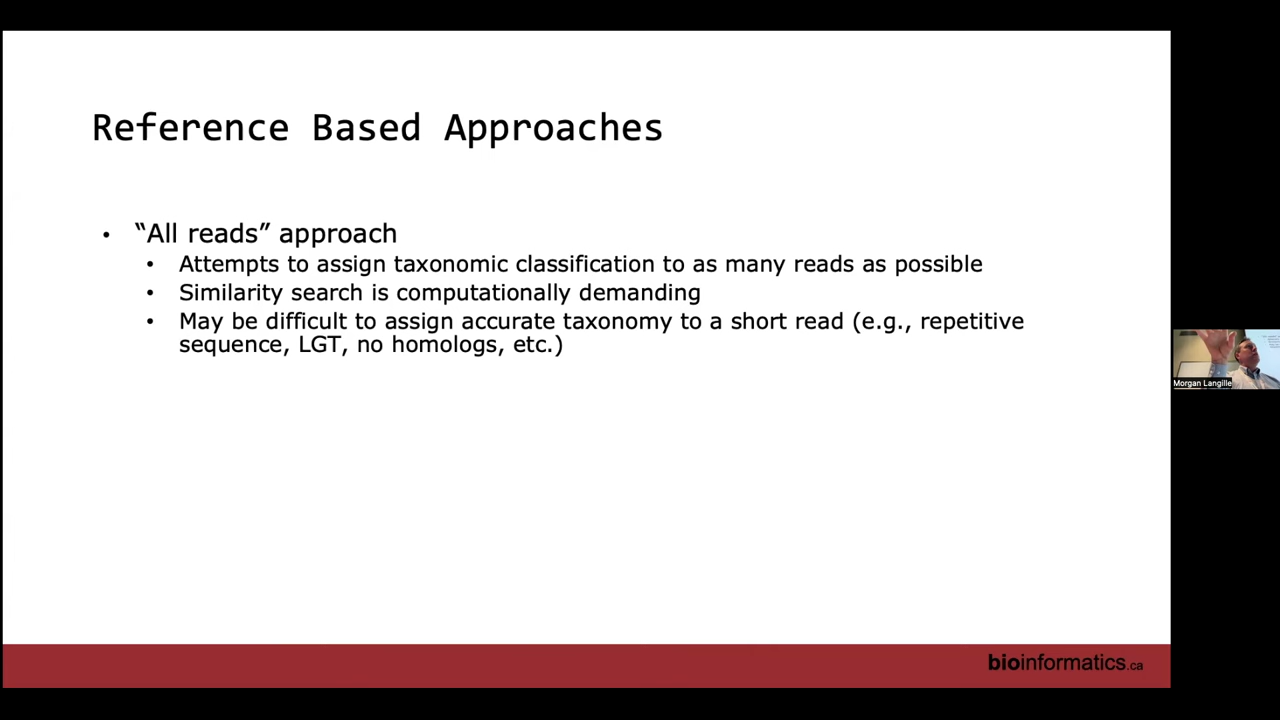 Reference Based Approaches
• “All reads” approach
• Attempts to assign taxonomic classification to as many reads as possible
• Similarity search is computationally demanding
• May be difficult to assign accurate taxonomy to a short read (e.g., repetitive
sequence, LGT, no homologs, etc.)
Morgan Langille
bioinformatics.ca